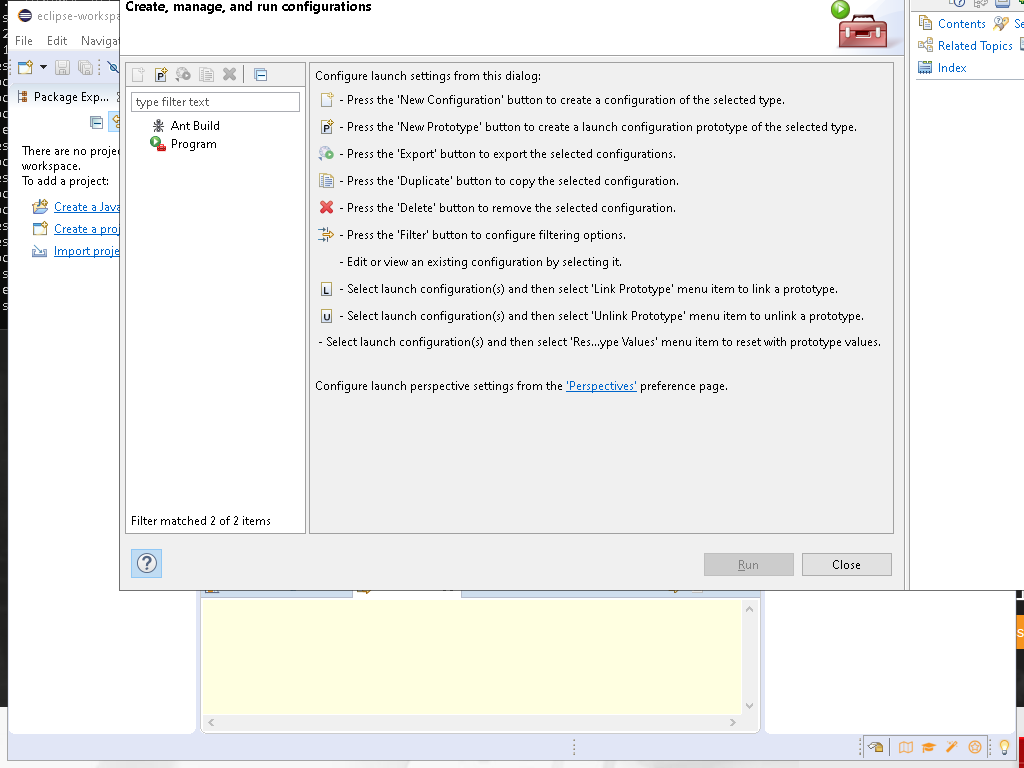 Create, manage, and run configurations
eclipse-workspa
File Edit Naviga
Package Exp...
There are no projec
workspace.
To add a project:
Create a Java
Create a proj
Import proje
type filter text
Ant Build
Program
Filter matched 2 of 2 items
Configure launch settings from this dialog:
- Press the 'New Configuration' button to create a configuration of the selected type.
- Press the 'New Prototype' button to create a launch configuration prototype of the selected type.
- Press the 'Export' button to export the selected configurations.
- Press the 'Duplicate' button to copy the selected configuration.
- Press the 'Delete' button to remove the selected configuration.
- Press the 'Filter' button to configure filtering options.
- Edit or view an existing configuration by selecting it.
- Select launch configuration(s) and then select 'Link Prototype' menu item to link a prototype.
- Select launch configuration(s) and then select 'Unlink Prototype' menu item to unlink a prototype.
- Select launch configuration(s) and then select 'Res...ype Values' menu item to reset with prototype values.
Configure launch perspective settings from the 'Perspectives' preference page.
Run Close
Contents Se
Related Topics
Index